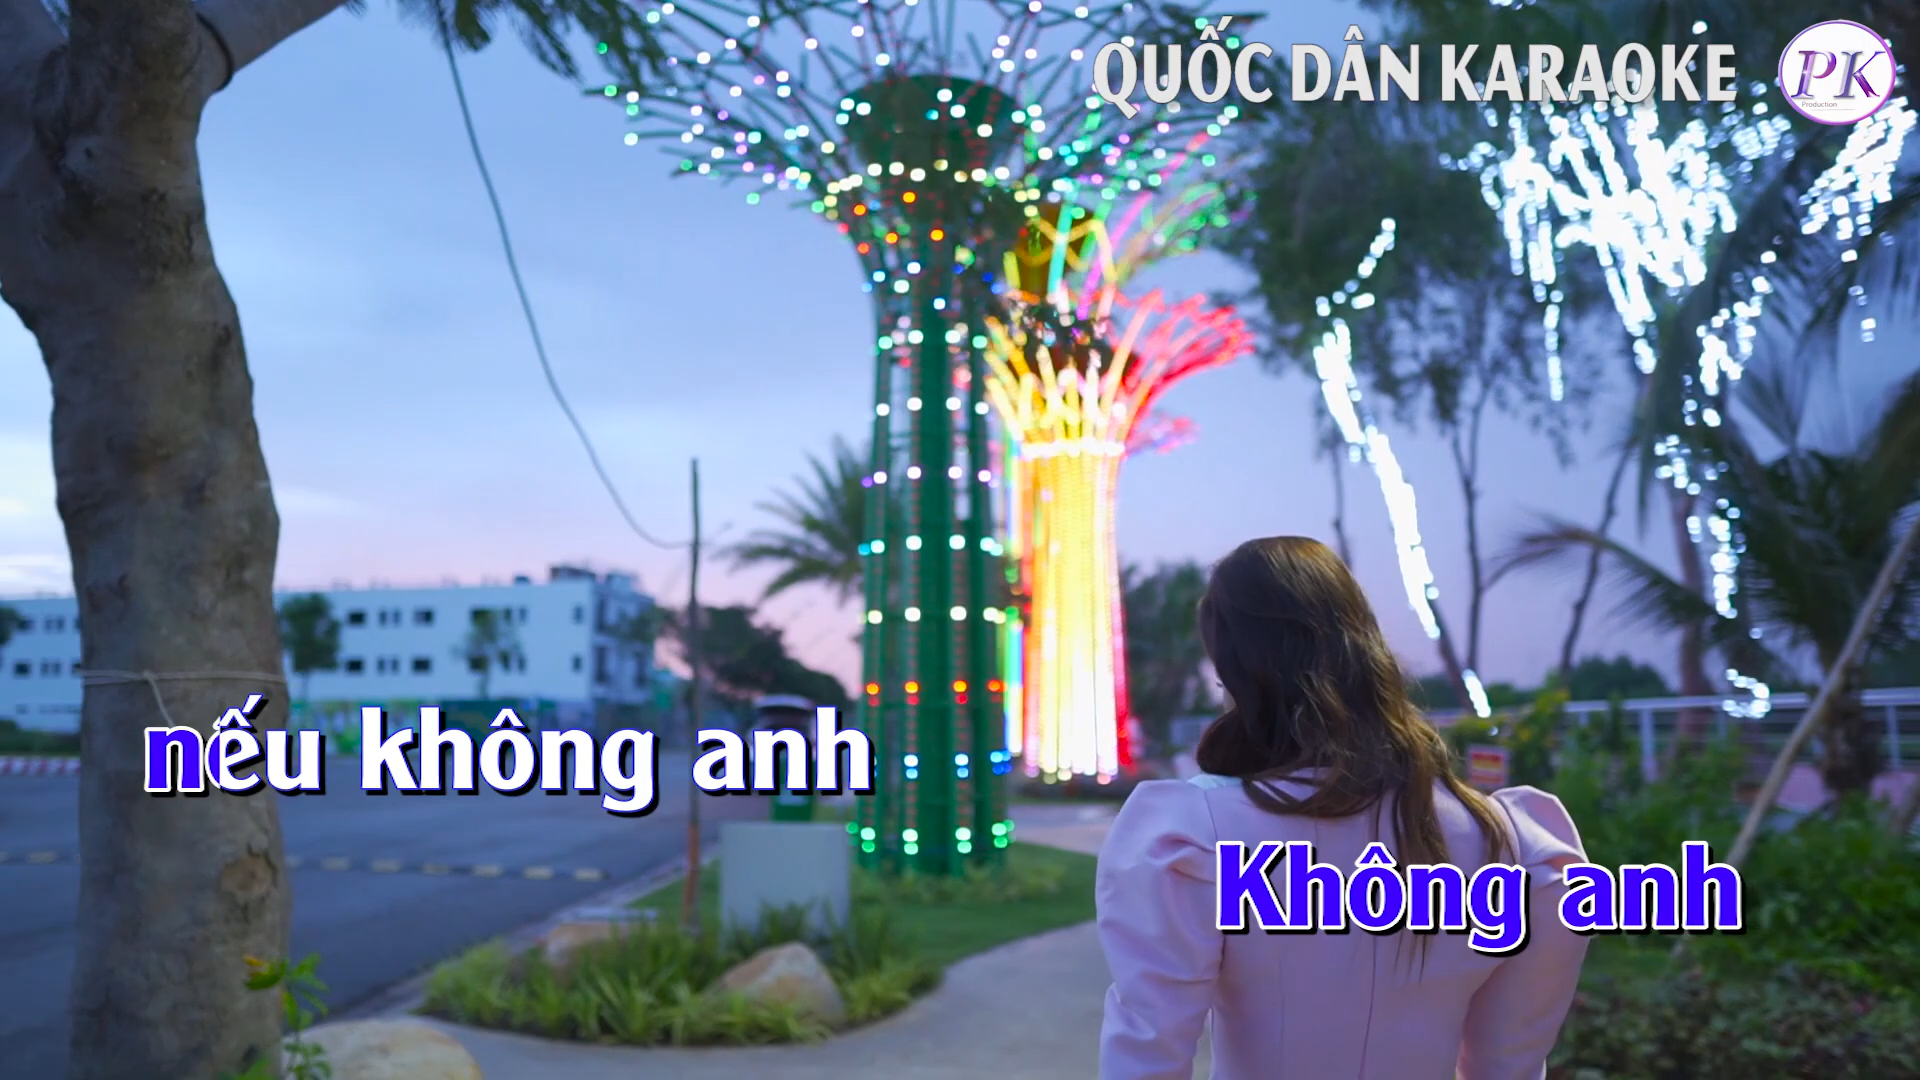 QUỐC DÂN KARAOKE
PK
Production
nếu không anh
Không anh